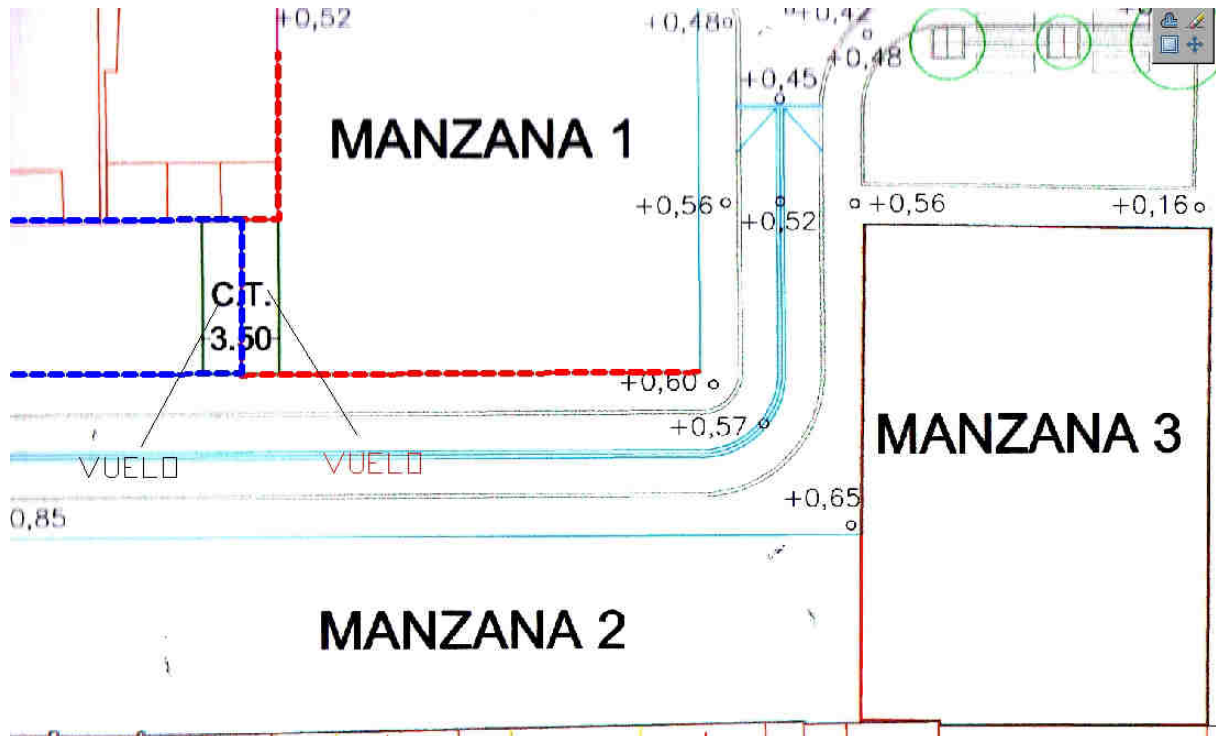 +0,52
+0,48
+0,42
+0,48
+0,45
MANZANA 1
+0,56
+0,52
+0,56
+0,16
C.T.
3.50
+0,60
+0,57
MANZANA 3
VUELO
VUELO
+0,65
0,85
MANZANA 2